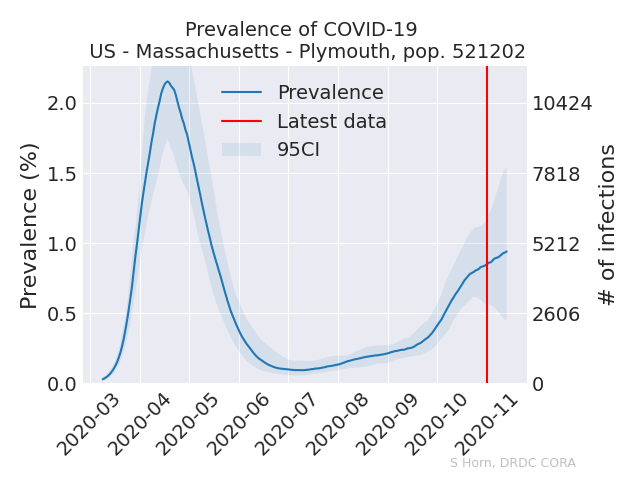 Prevalence of COVID-19
US - Massachusetts - Plymouth, pop. 521202
Prevalence
Latest data
95CI
Prevalence (%)
2.0
1.5
1.0
0.5
0.0
10424
7818
5212
2606
0
# of infections
2020-03
2020-04
2020-05
2020-06
2020-07
2020-08
2020-09
2020-10
2020-11
S Horn, DRDC CORA